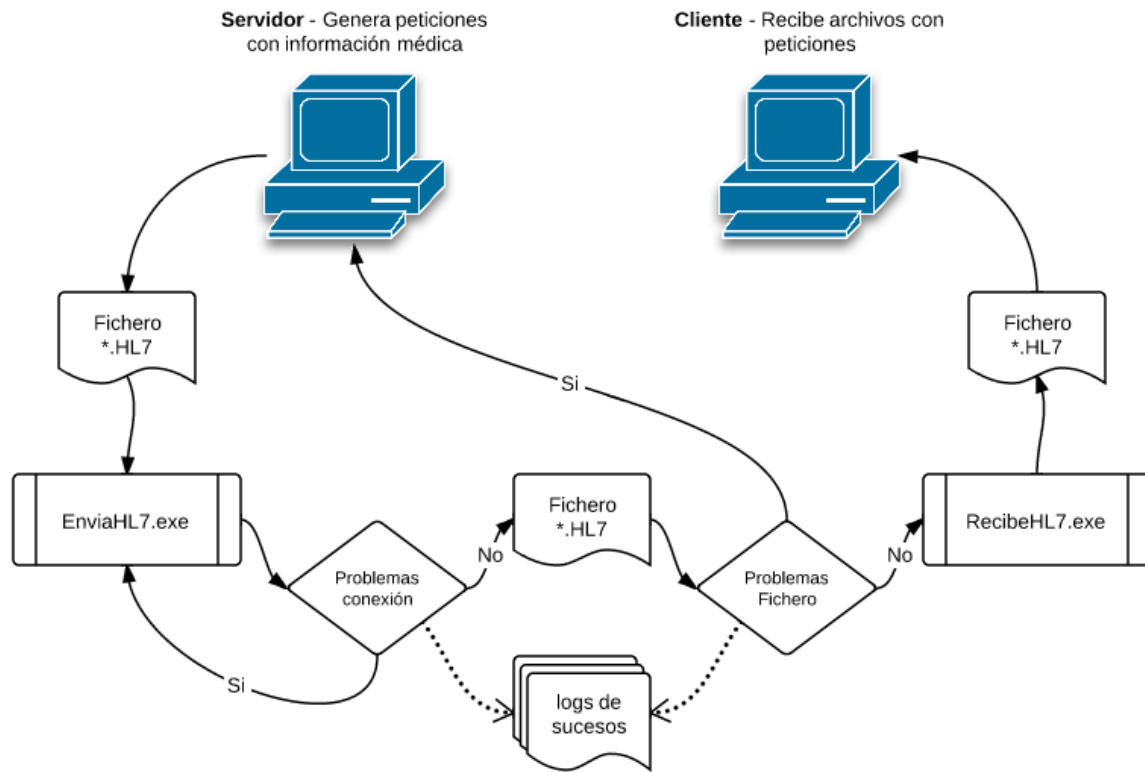 Servidor - Genera peticiones
con información médica
Cliente - Recibe archivos con
peticiones
Fichero
*.HL7
Fichero
*.HL7
Si
EnviaHL7.exe
Fichero
*.HL7
RecibeHL7.exe
No
No
Problemas
conexión
Problemas
Fichero
Si
logs de
sucesos